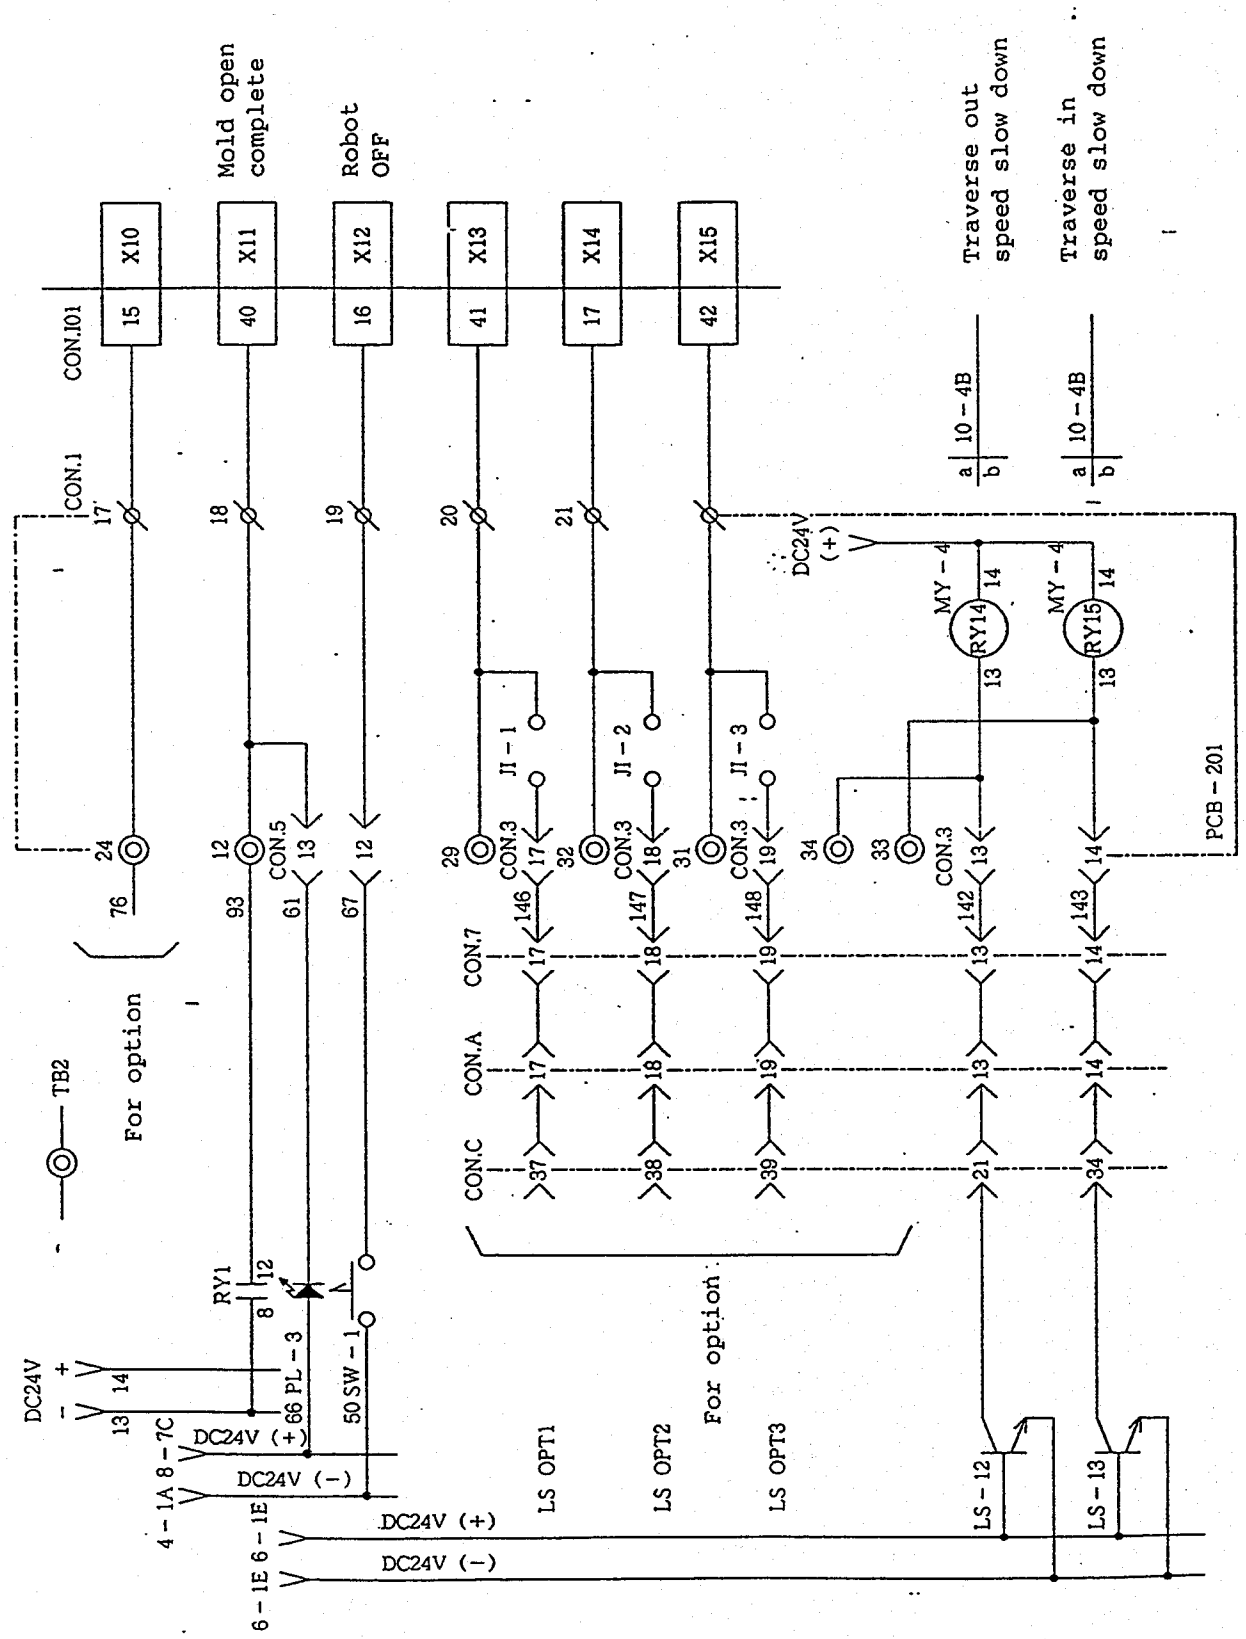 DC24V
+
−
14
13
TB2
For option
76
24
17
CON.1
CON.101
15
X10
RY1
8
12
93
12
18
40
X11
Mold open
complete
66 PL-3
61
CON.5
13
50 SW-1
67
12
19
16
X12
Robot
OFF
4-1A 8-7C
DC24V (+)
DC24V (-)
6-1E 6-1E
DC24V (+)
DC24V (-)
CON.C
CON.A
CON.7
29
20
41
X13
LS OPT1
37
17
17
146
17
CON.3
JI-1
32
21
17
X14
LS OPT2
38
18
18
147
18
CON.3
JI-2
31
42
X15
LS OPT3
39
19
19
148
19
CON.3
JI-3
For option
34
33
DC24V
(+)
LS-12
21
13
13
142
13
CON.3
13
RY14
14
MY-4
a
b
10-4B
Traverse out
speed slow down
LS-13
34
14
14
143
14
13
RY15
14
MY-4
a
b
10-4B
Traverse in
speed slow down
PCB-201